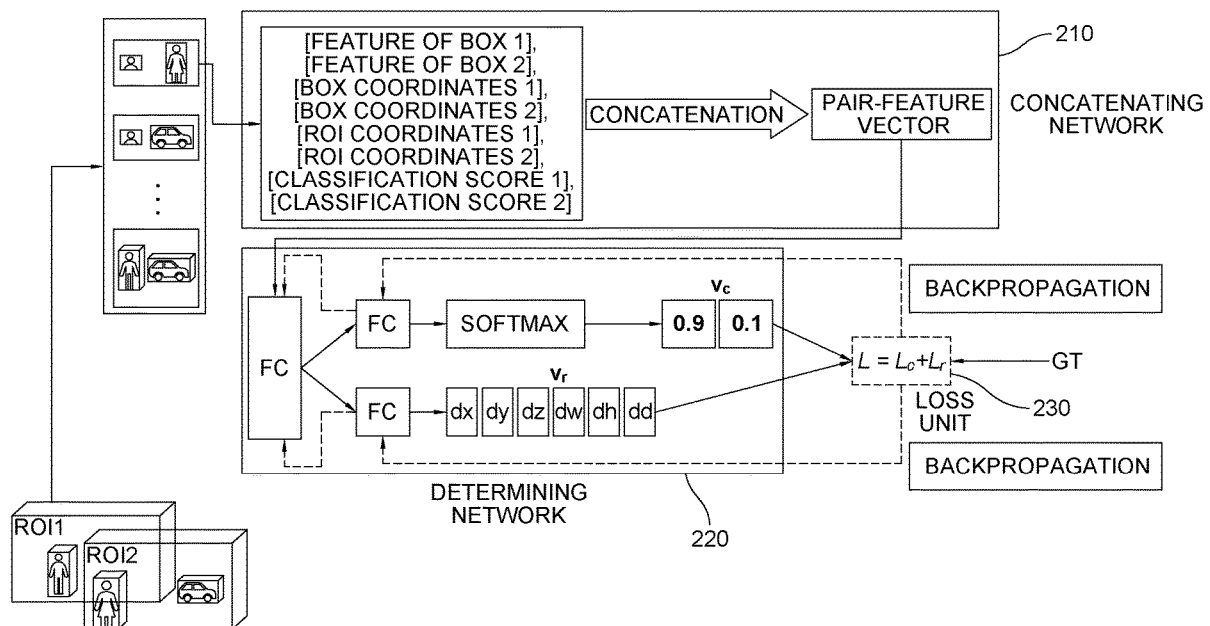 [FEATURE OF BOX 1],
[FEATURE OF BOX 2],
[BOX COORDINATES 1],
[BOX COORDINATES 2],
[ROI COORDINATES 1],
[ROI COORDINATES 2],
[CLASSIFICATION SCORE 1],
[CLASSIFICATION SCORE 2]
CONCATENATION
PAIR-FEATURE
VECTOR
210
CONCATENATING
NETWORK
FC
FC
SOFTMAX
vc
0.9 0.1
BACKPROPAGATION
L = Lc+Lr
GT
LOSS
UNIT
230
FC
vr
dx dy dz dw dh dd
BACKPROPAGATION
DETERMINING
NETWORK
220
ROI1
ROI2